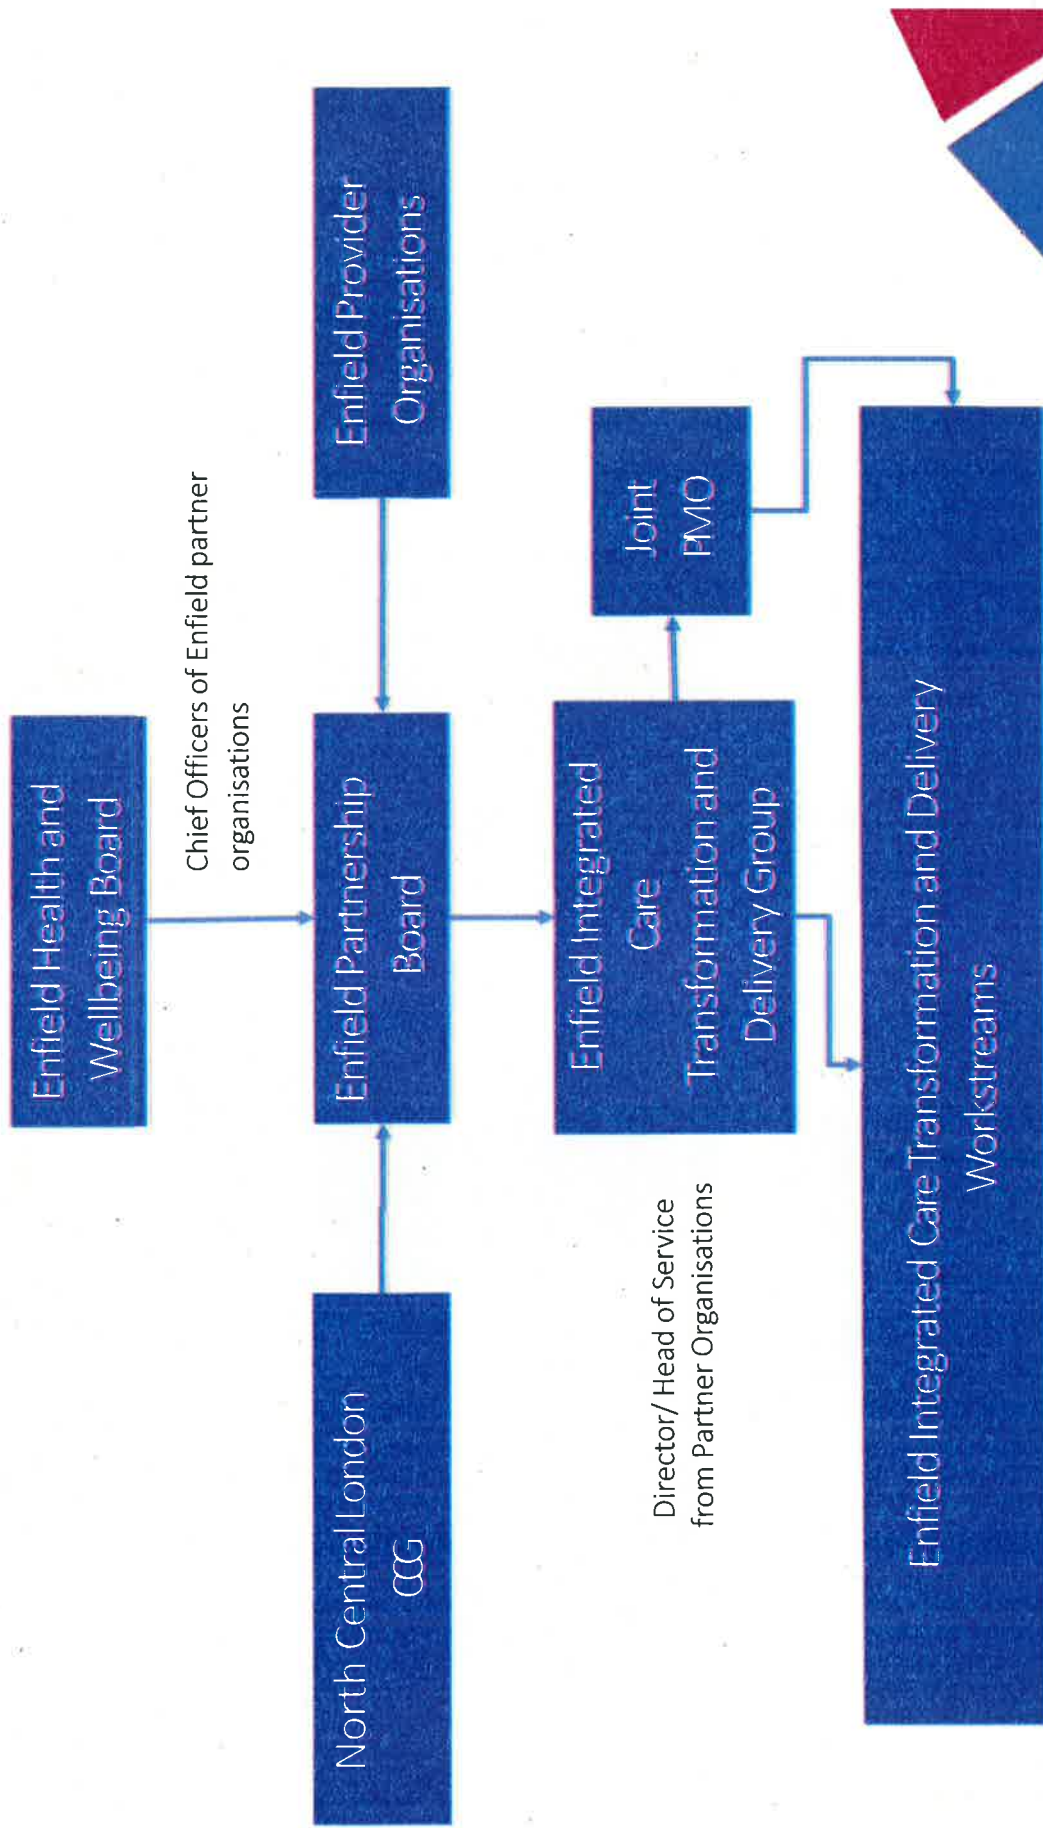 Enfield Health and
Wellbeing Board
Chief Officers of Enfield partner
organisations
North Central London
CCG
Enfield Partnership
Board
Enfield Provider
Organisations
Director/ Head of Service
from Partner Organisations
Enfield Integrated
Care
Transformation and
Delivery Group
Joint
PMO
Enfield Integrated Care Transformation and Delivery
Workstreams